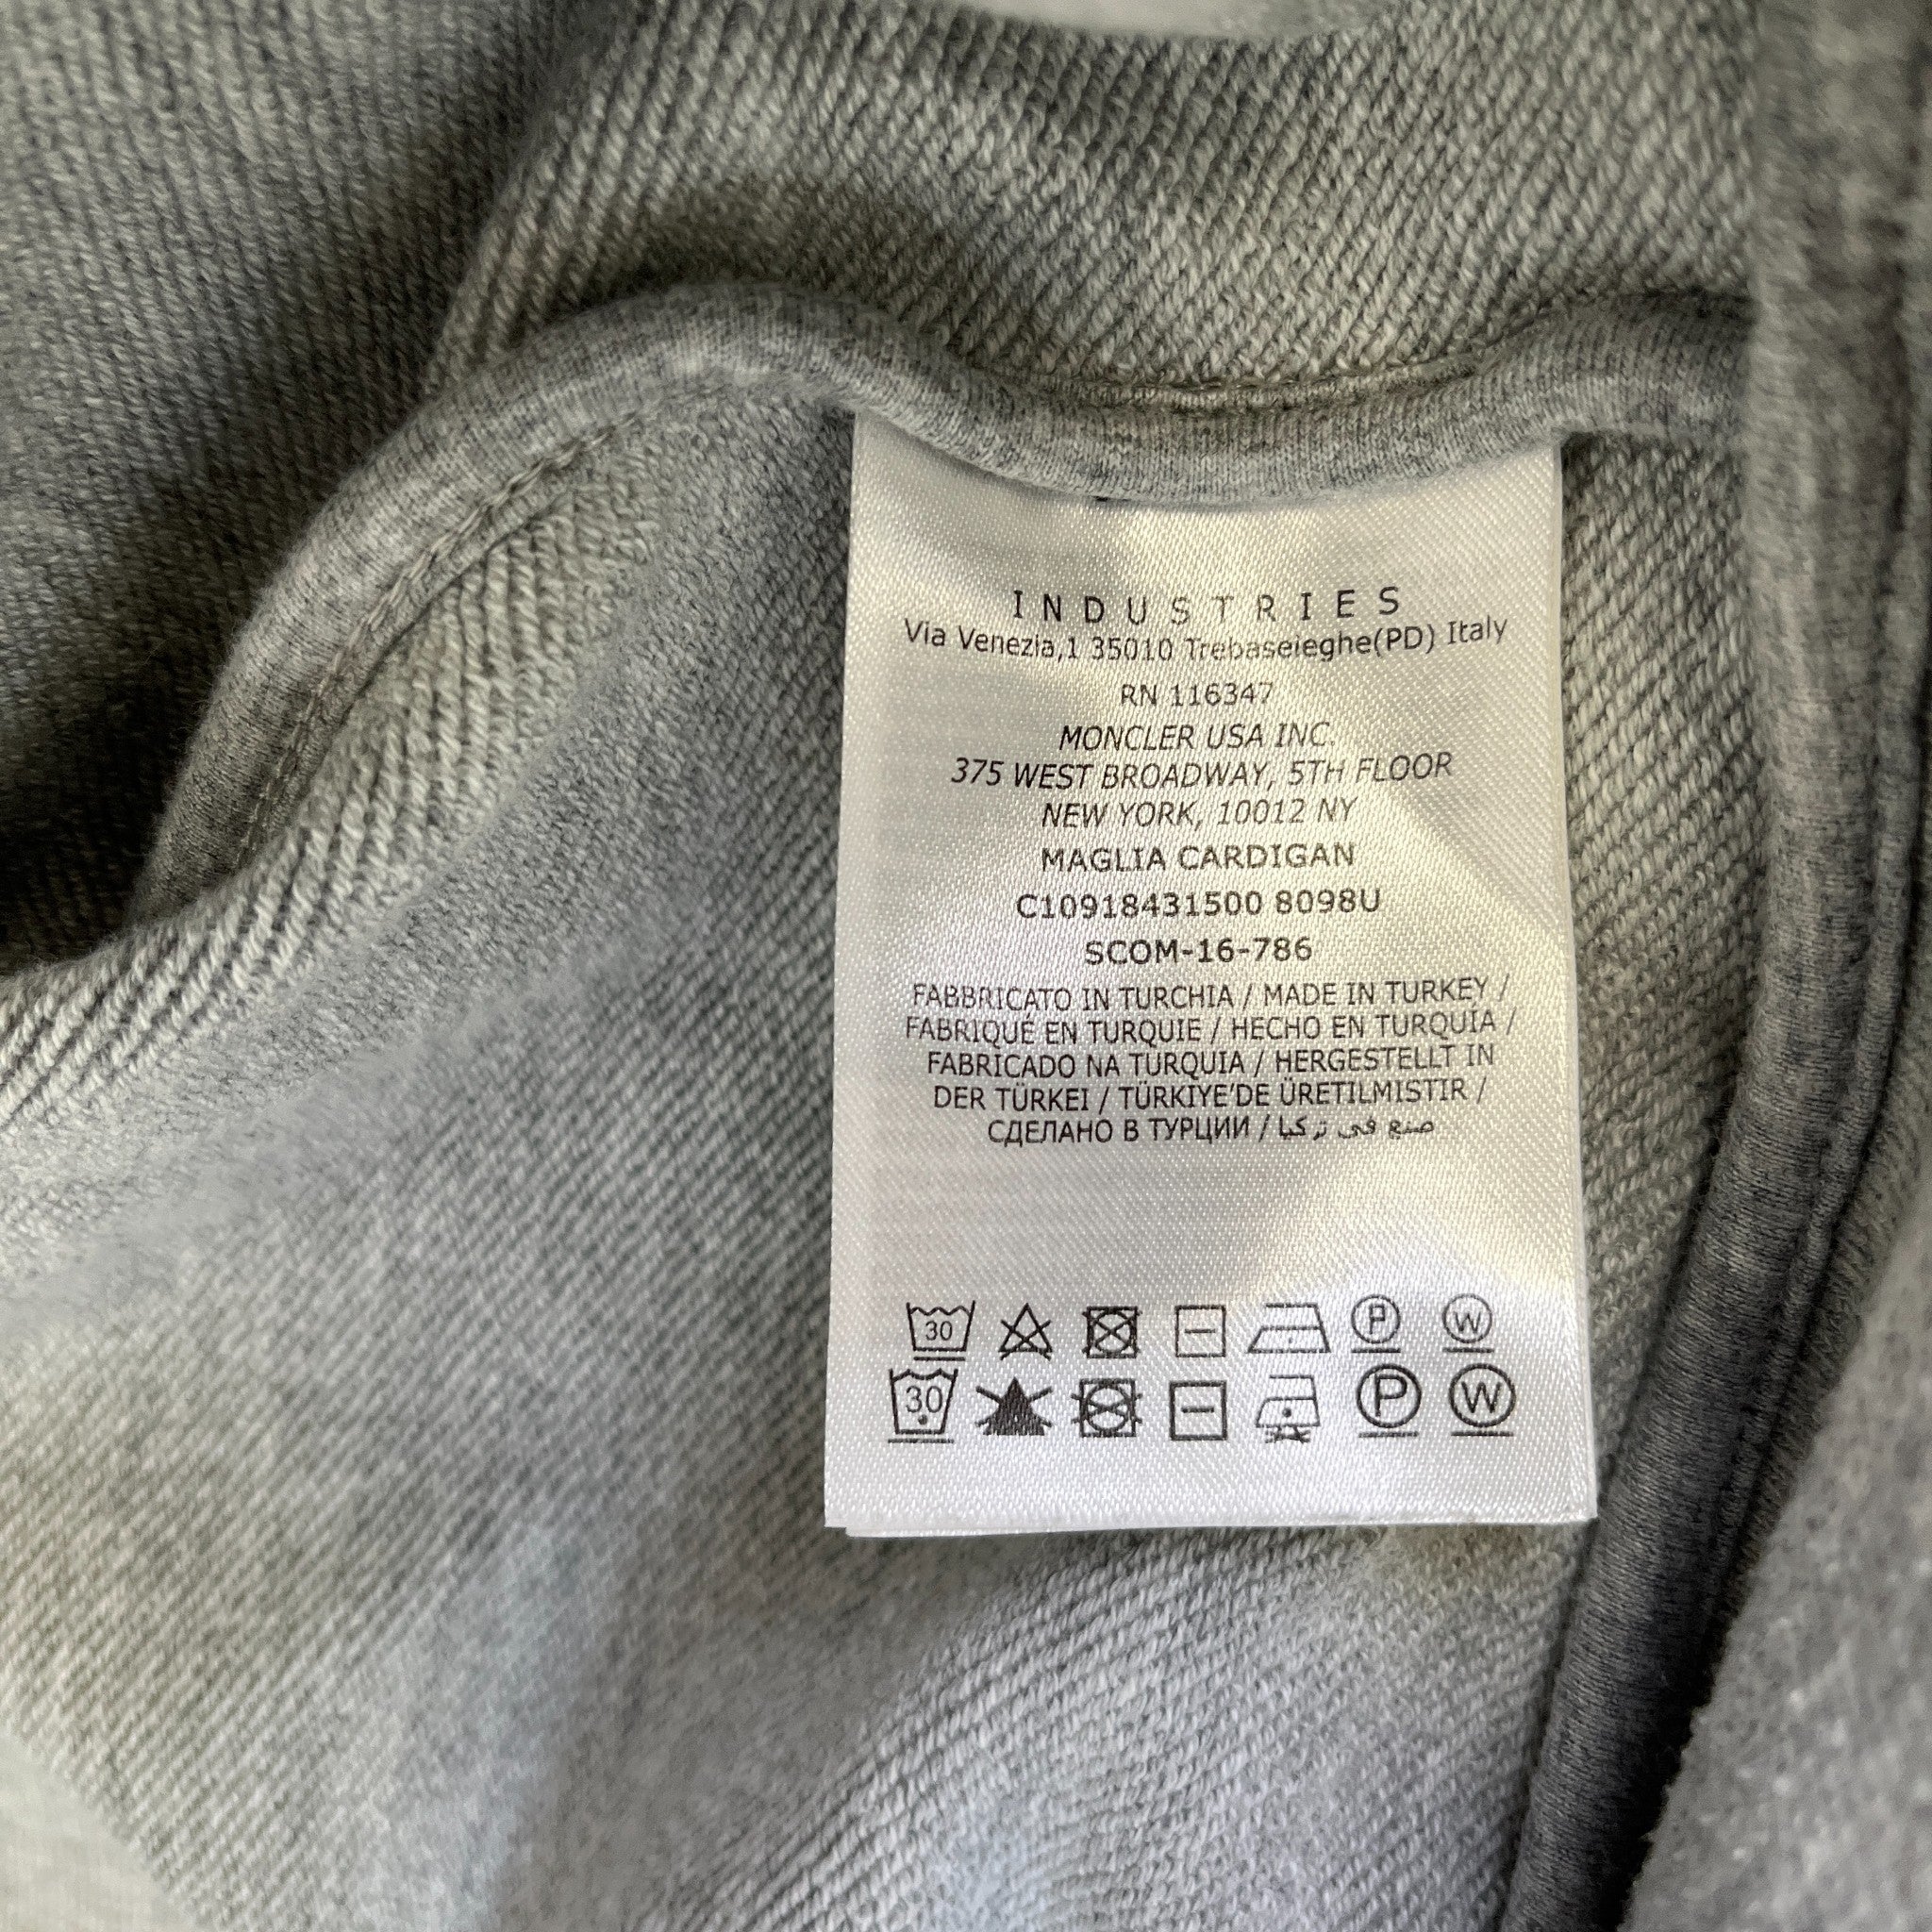 INDUSTRIES
Via Venezia,1 35010 Trebaseieghe(PD) Italy
RN 116347
MONCLER USA INC.
375 WEST BROADWAY, 5TH FLOOR
NEW YORK, 10012 NY
MAGLIA CARDIGAN
C10918431500 8098U
SCOM-16-786
FABBRICATO IN TURCHIA / MADE IN TURKEY /
FABRIQUÉ EN TURQUIE / HECHO EN TURQUÍA /
FABRICADO NA TURQUIA / HERGESTELLT IN
DER TÜRKEI / TÜRKIYE'DE ÜRETILMISTIR /
СДЕЛАНО В ТУРЦИИ / صنع في تركيا
30 P W
30 P W